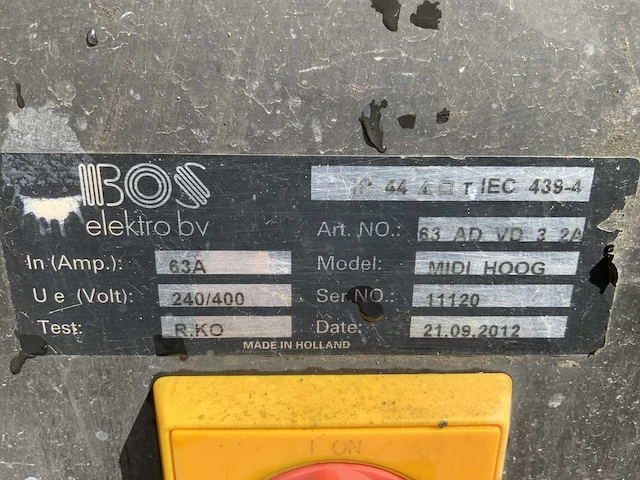 BOS
elektro bv
IP 44 IEC 439-4
Art. NO.: 63 AD VD 3 2A
In (Amp.): 63A
Model: MIDI HOOG
U e (Volt): 240/400
Ser.NO.: 11120
Test: R.KO
Date: 21.09.2012
MADE IN HOLLAND
I ON